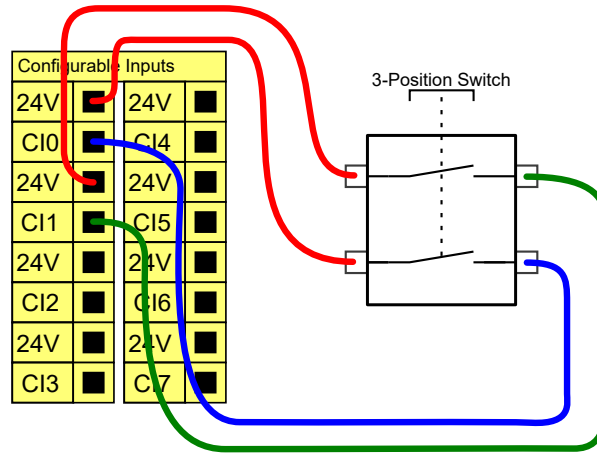 Configurable Inputs
24V 24V
CI0 CI4
24V 24V
CI1 CI5
24V 24V
CI2 CI6
24V 24V
CI3 CI7
3-Position Switch